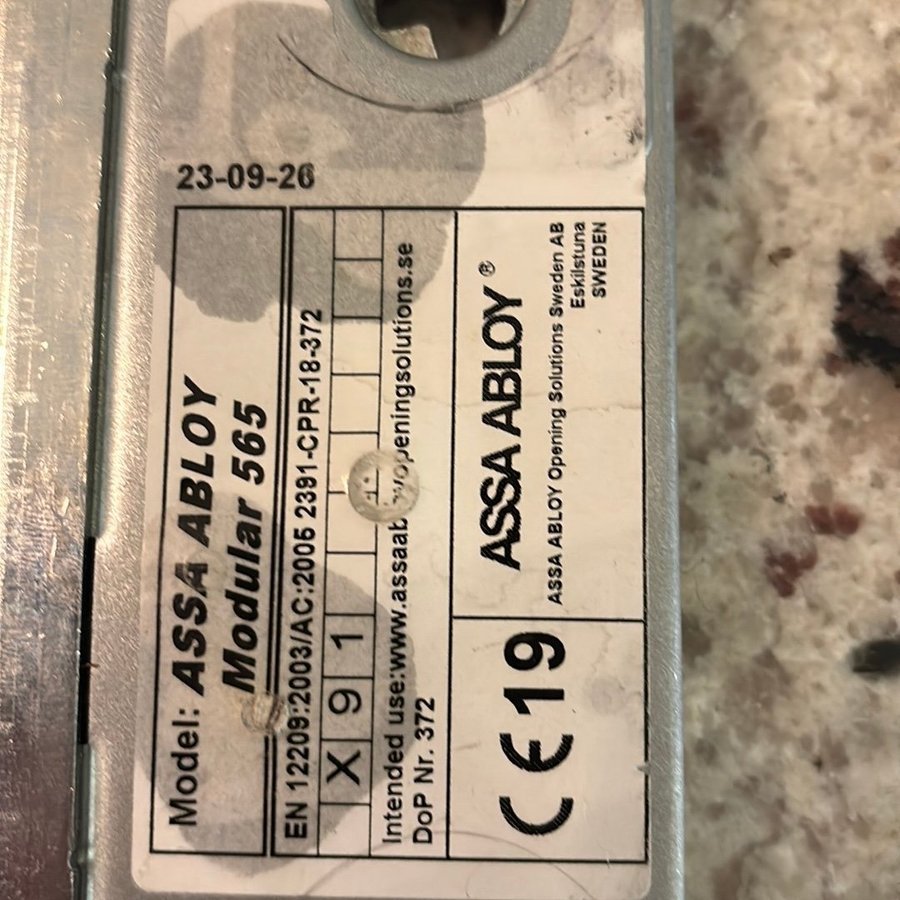 23-09-26
Model: ASSA ABLOY
Modular 565
EN 12209:2003/AC:2005 2391-CPR-18-372
X 9 1
Intended use:www.assaabloyopeningsolutions.se
DoP Nr. 372
CE 19
ASSA ABLOY®
ASSA ABLOY Opening Solutions Sweden AB
Eskilstuna
SWEDEN